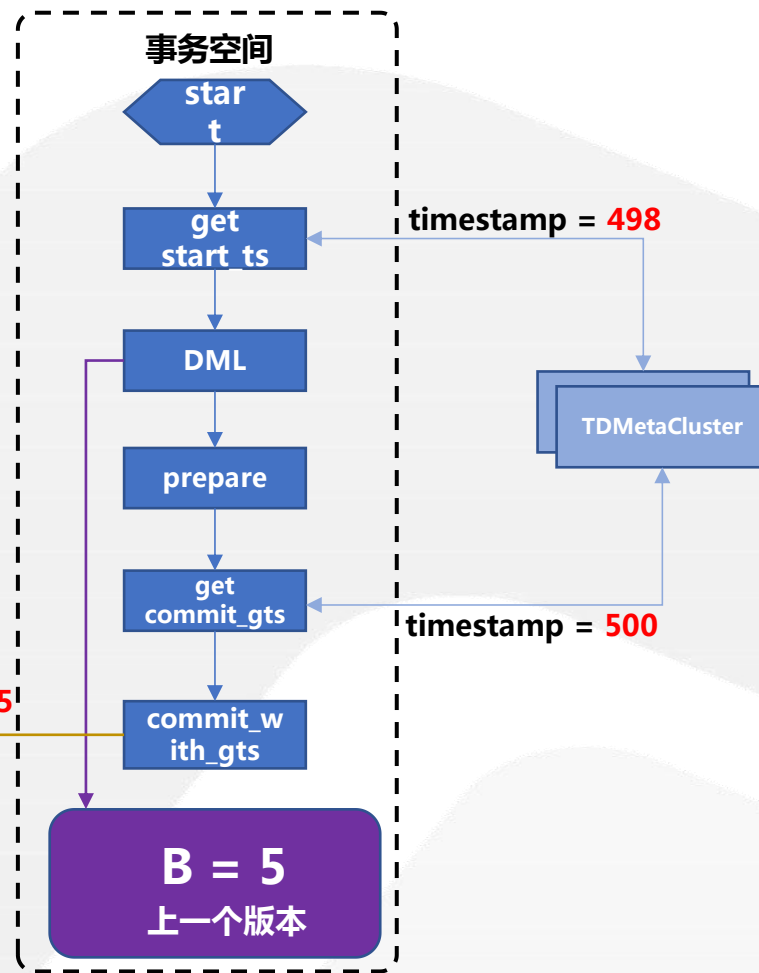 事务空间
star
t
get
start_ts
timestamp = 498
DML
TDMetaCluster
prepare
get
commit_gts
timestamp = 500
5
commit_w
ith_gts
B = 5
上一个版本